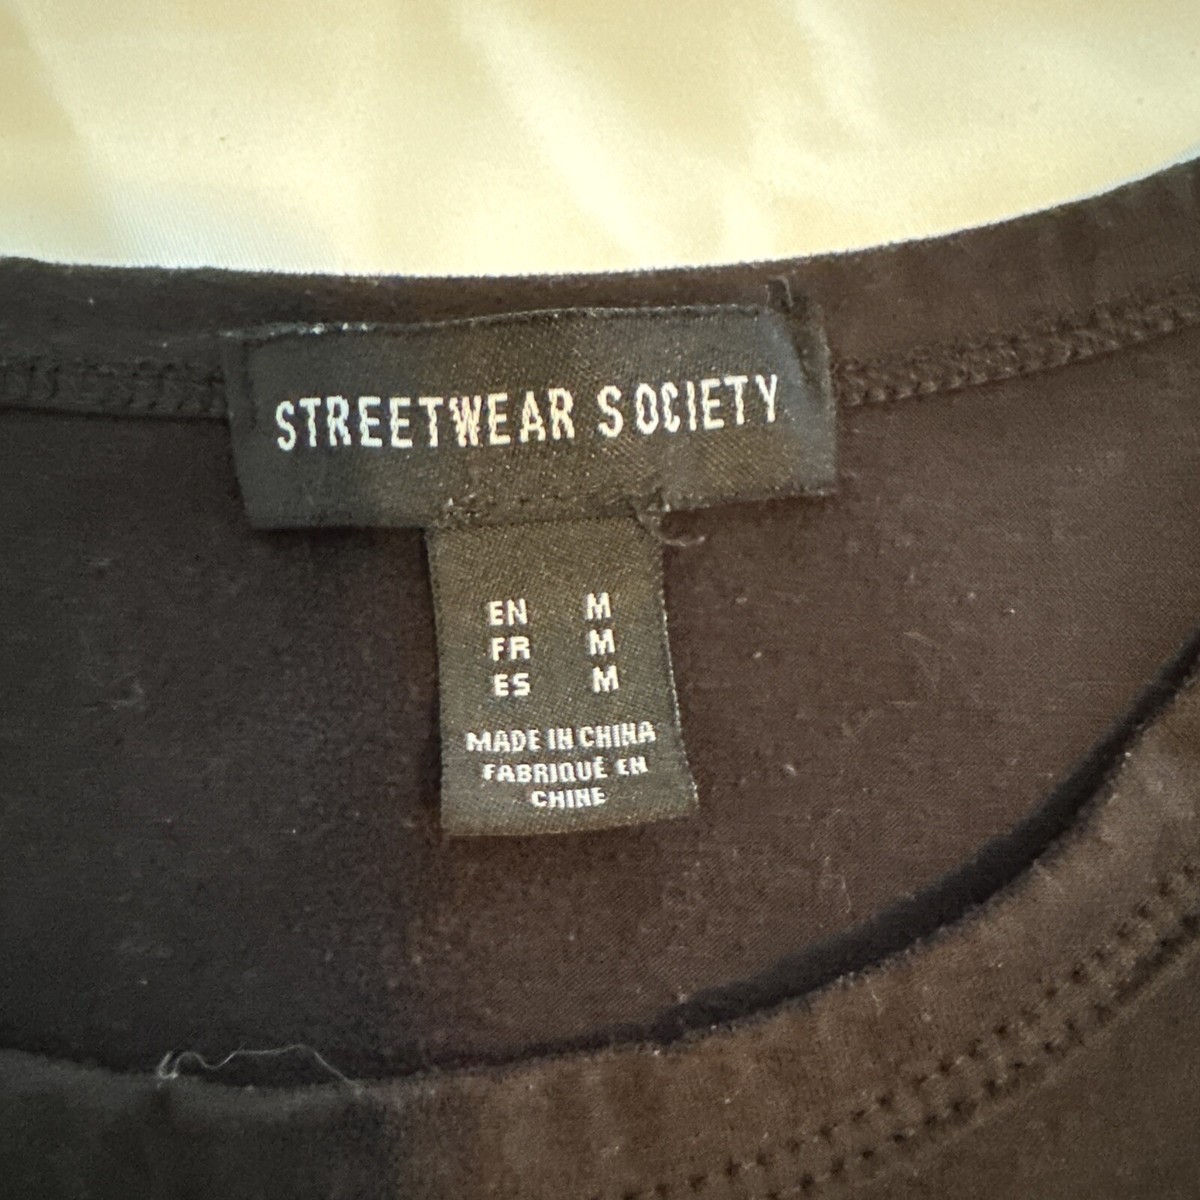 STREETWEAR SOCIETY
EN M
FR M
ES M
MADE IN CHINA
FABRIQUÉ EN
CHINE